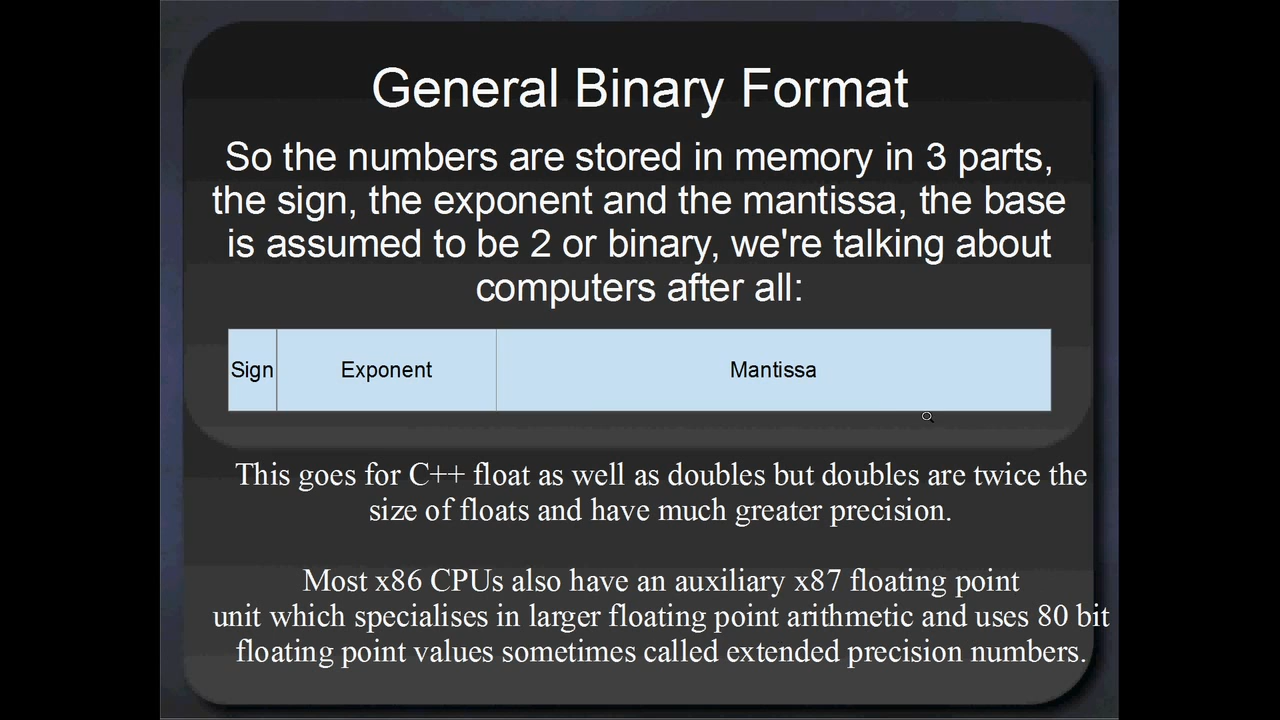 General Binary Format
So the numbers are stored in memory in 3 parts,
the sign, the exponent and the mantissa, the base
is assumed to be 2 or binary, we're talking about
computers after all:
Sign Exponent Mantissa
This goes for C++ float as well as doubles but doubles are twice the
size of floats and have much greater precision.
Most x86 CPUs also have an auxiliary x87 floating point
unit which specialises in larger floating point arithmetic and uses 80 bit
floating point values sometimes called extended precision numbers.